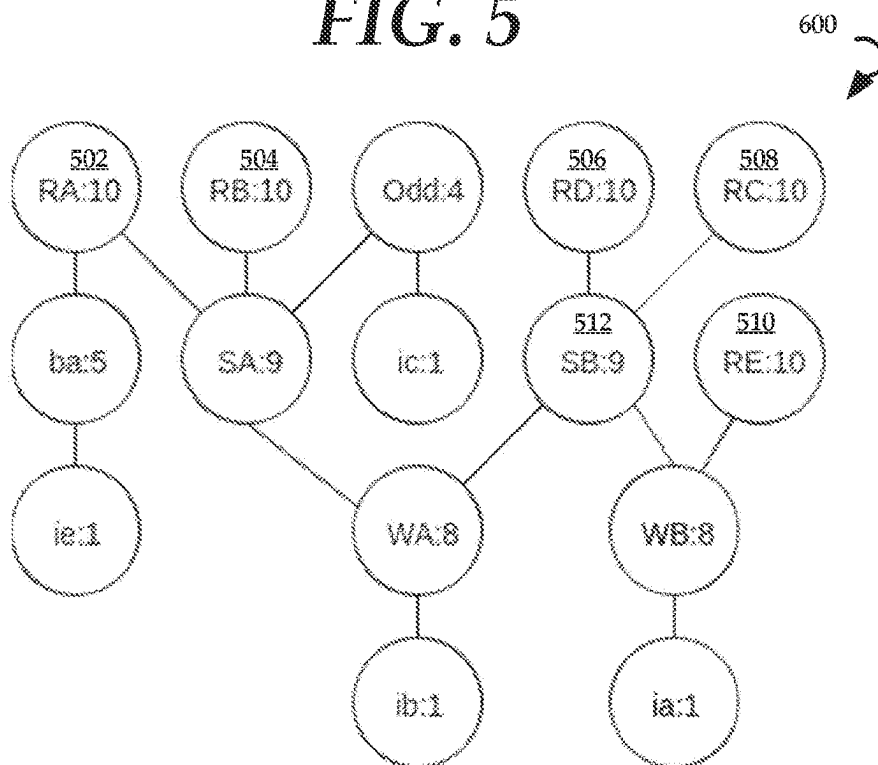 FIG. 5
600
502 504 506 508
RA:10 RB:10 Odd:4 RD:10 RC:10
512 510
ba:5 SA:9 ic:1 SB:9 RE:10
ie:1 WA:8 WB:8
ib:1 ia:1